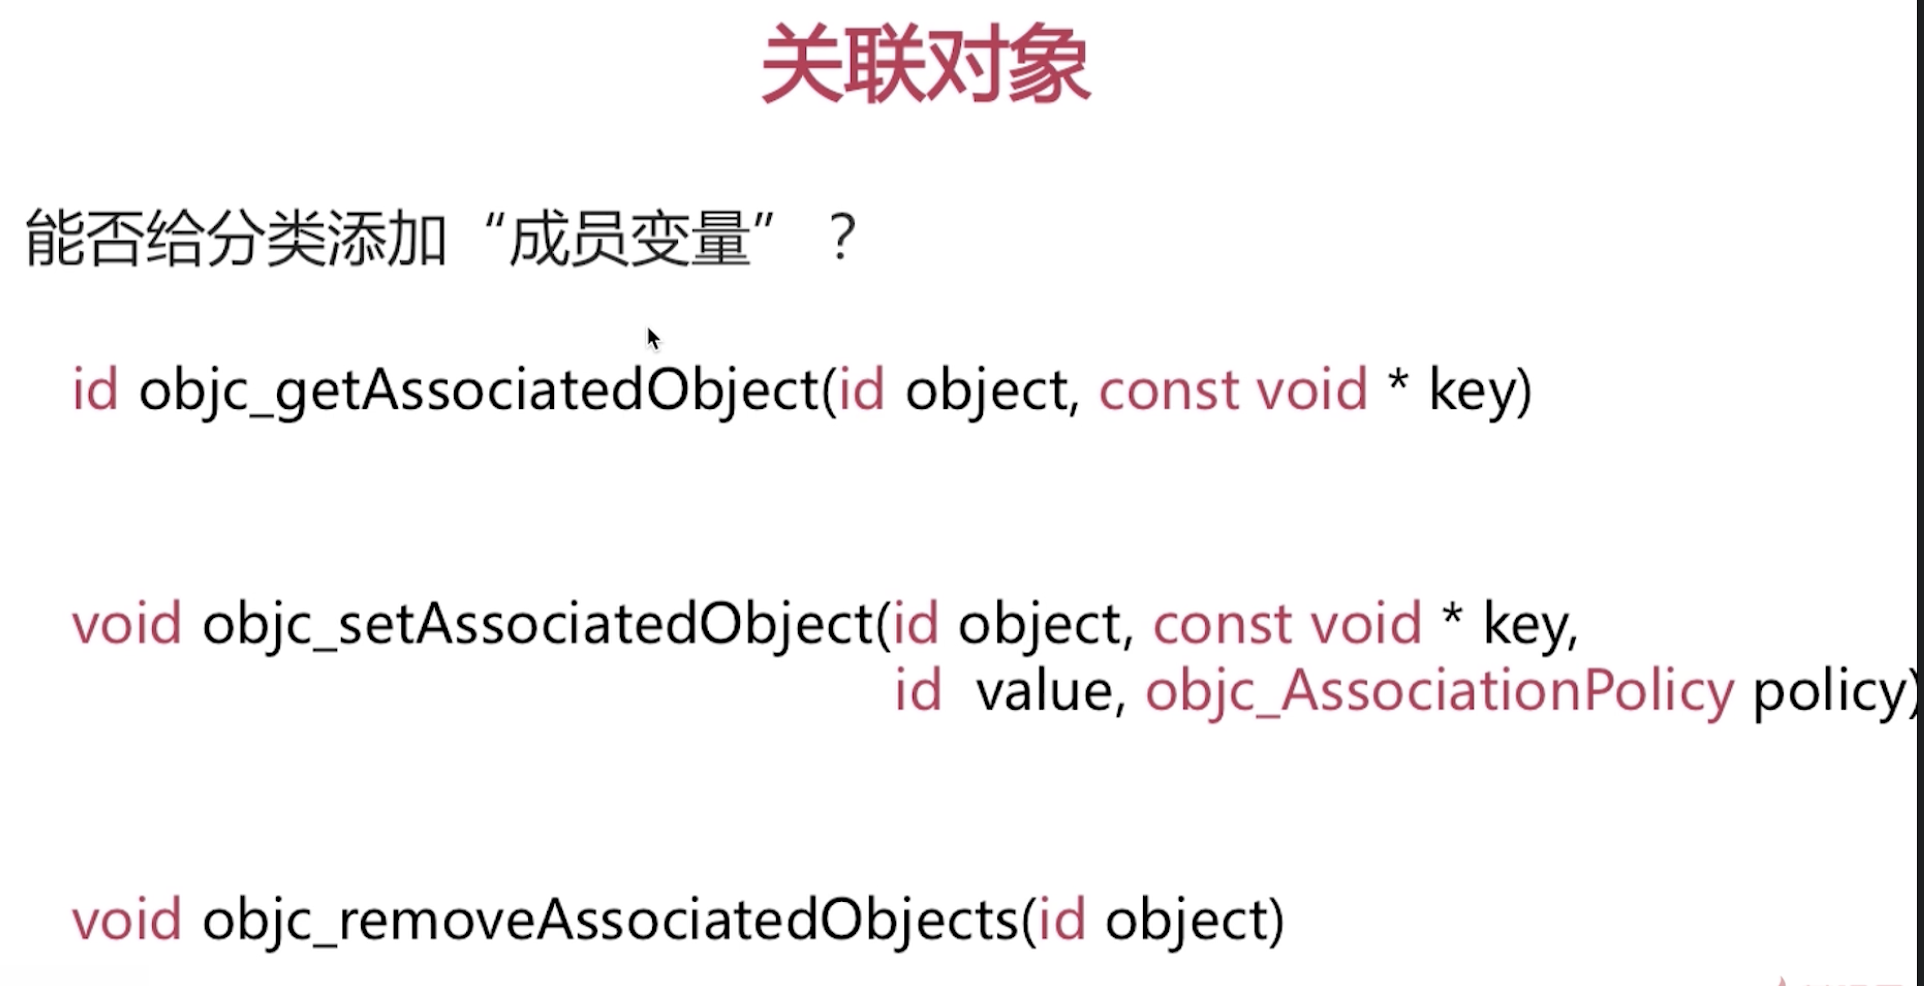 关联对象
能否给分类添加“成员变量”？
id objc_getAssociatedObject(id object, const void * key)
void objc_setAssociatedObject(id object, const void * key,
id value, objc_AssociationPolicy policy)
void objc_removeAssociatedObjects(id object)